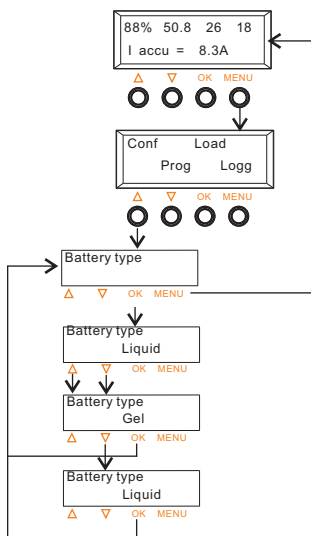 88% 50.8 26 18
I accu = 8.3A
△ ▽ OK MENU
Conf Load
Prog Logg
△ ▽ OK MENU
Battery type
△ ▽ OK MENU
Battery type
Liquid
△ ▽ OK MENU
Battery type
Gel
△ ▽ OK MENU
Battery type
Liquid
△ ▽ OK MENU